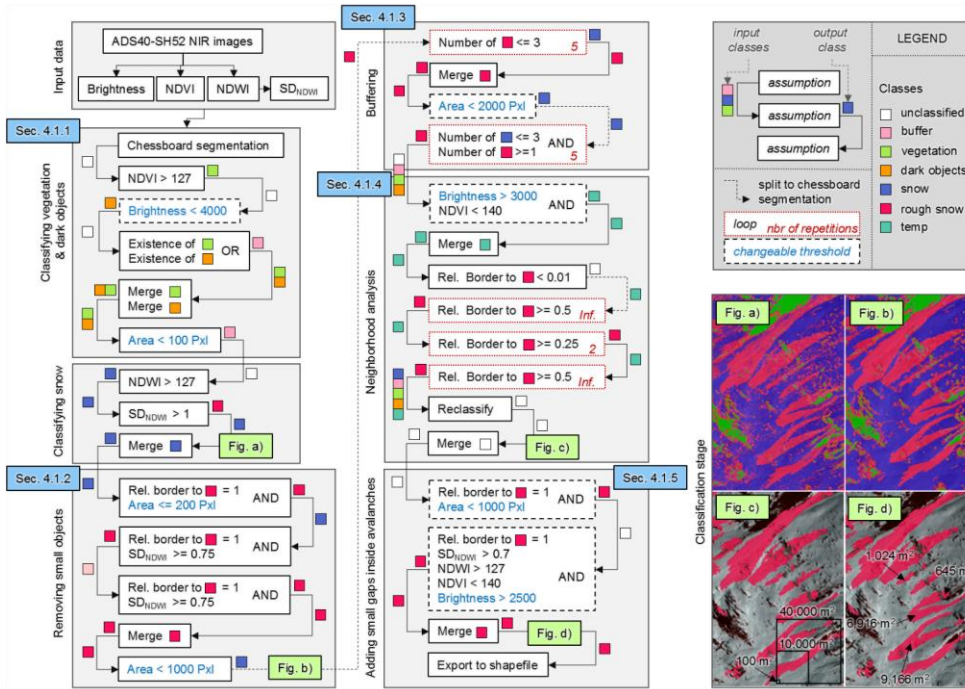 Input data
ADS40-SH52 NIR images
Brightness
NDVI
NDWI
SDNDWI
Sec. 4.1.1
Classifying vegetation
& dark objects
Chessboard segmentation
NDVI > 127
Brightness < 4000
Existence of
Existence of
OR
Merge
Merge
Area < 100 Pxl
Classifying snow
NDWI > 127
SDNDWI > 1
Merge
Fig. a)
Sec. 4.1.2
Removing small objects
Rel. border to = 1
Area <= 200 Pxl
AND
Rel. border to = 1
SDNDWI >= 0.75
AND
Rel. border to = 1
SDNDWI >= 0.75
AND
Merge
Area < 1000 Pxl
Fig. b)
Sec. 4.1.3
Buffering
Number of <= 3
5
Merge
Area < 2000 Pxl
Number of <=3
Number of >=1
AND
5
Sec. 4.1.4
Neighborhood analysis
Brightness > 3000
NDVI < 140
AND
Merge
Rel. Border to < 0.01
Rel. Border to >= 0.5
Inf.
Rel. Border to >= 0.25
2
Rel. Border to >= 0.5
Inf.
Reclassify
Merge
Fig. c)
Sec. 4.1.5
Adding small gaps inside avalanches
Rel. border to = 1
Area < 1000 Pxl
AND
Rel. border to = 1
SDNDWI > 0.7
NDWI > 127
NDVI < 140
Brightness > 2500
AND
Merge
Fig. d)
Export to shapefile
input
classes
output
class
assumption
assumption
assumption
split to chessboard
segmentation
loop nbr of repetitions
changeable threshold
LEGEND
Classes
unclassified
buffer
vegetation
dark objects
snow
rough snow
temp
Classification stage
Fig. a)
Fig. b)
Fig. c)
40,000 m²
10,000 m²
100 m²
Fig. d)
1,024 m²
645 m
6,916 m²
9,166 m²